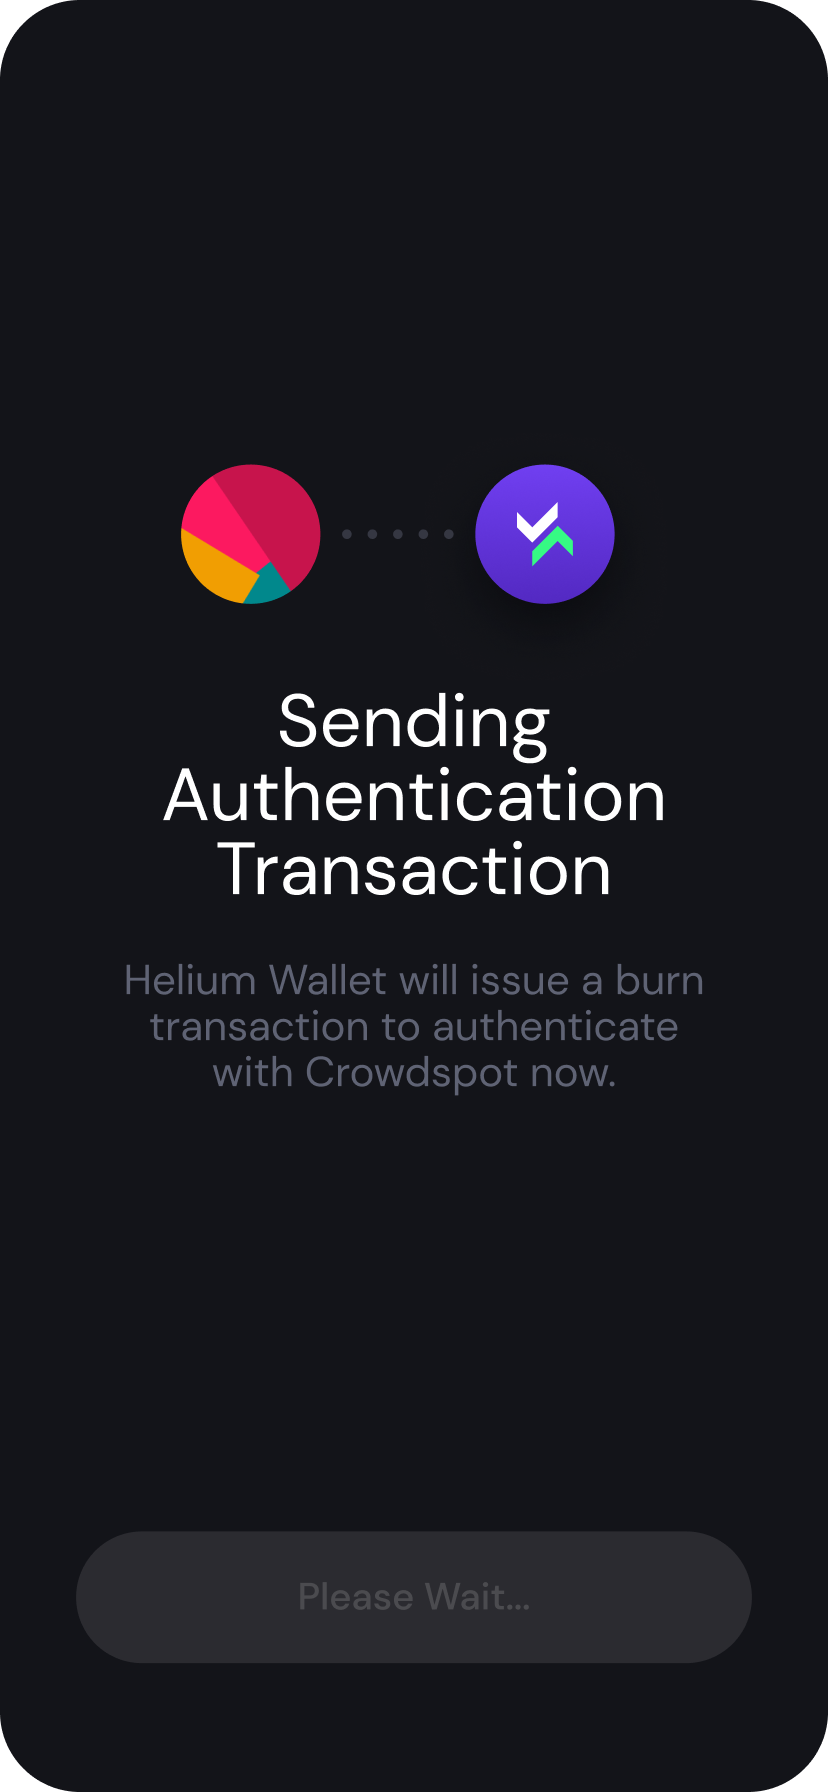 Sending
Authentication
Transaction
Helium Wallet will issue a burn
transaction to authenticate
with Crowdspot now.
Please Wait...